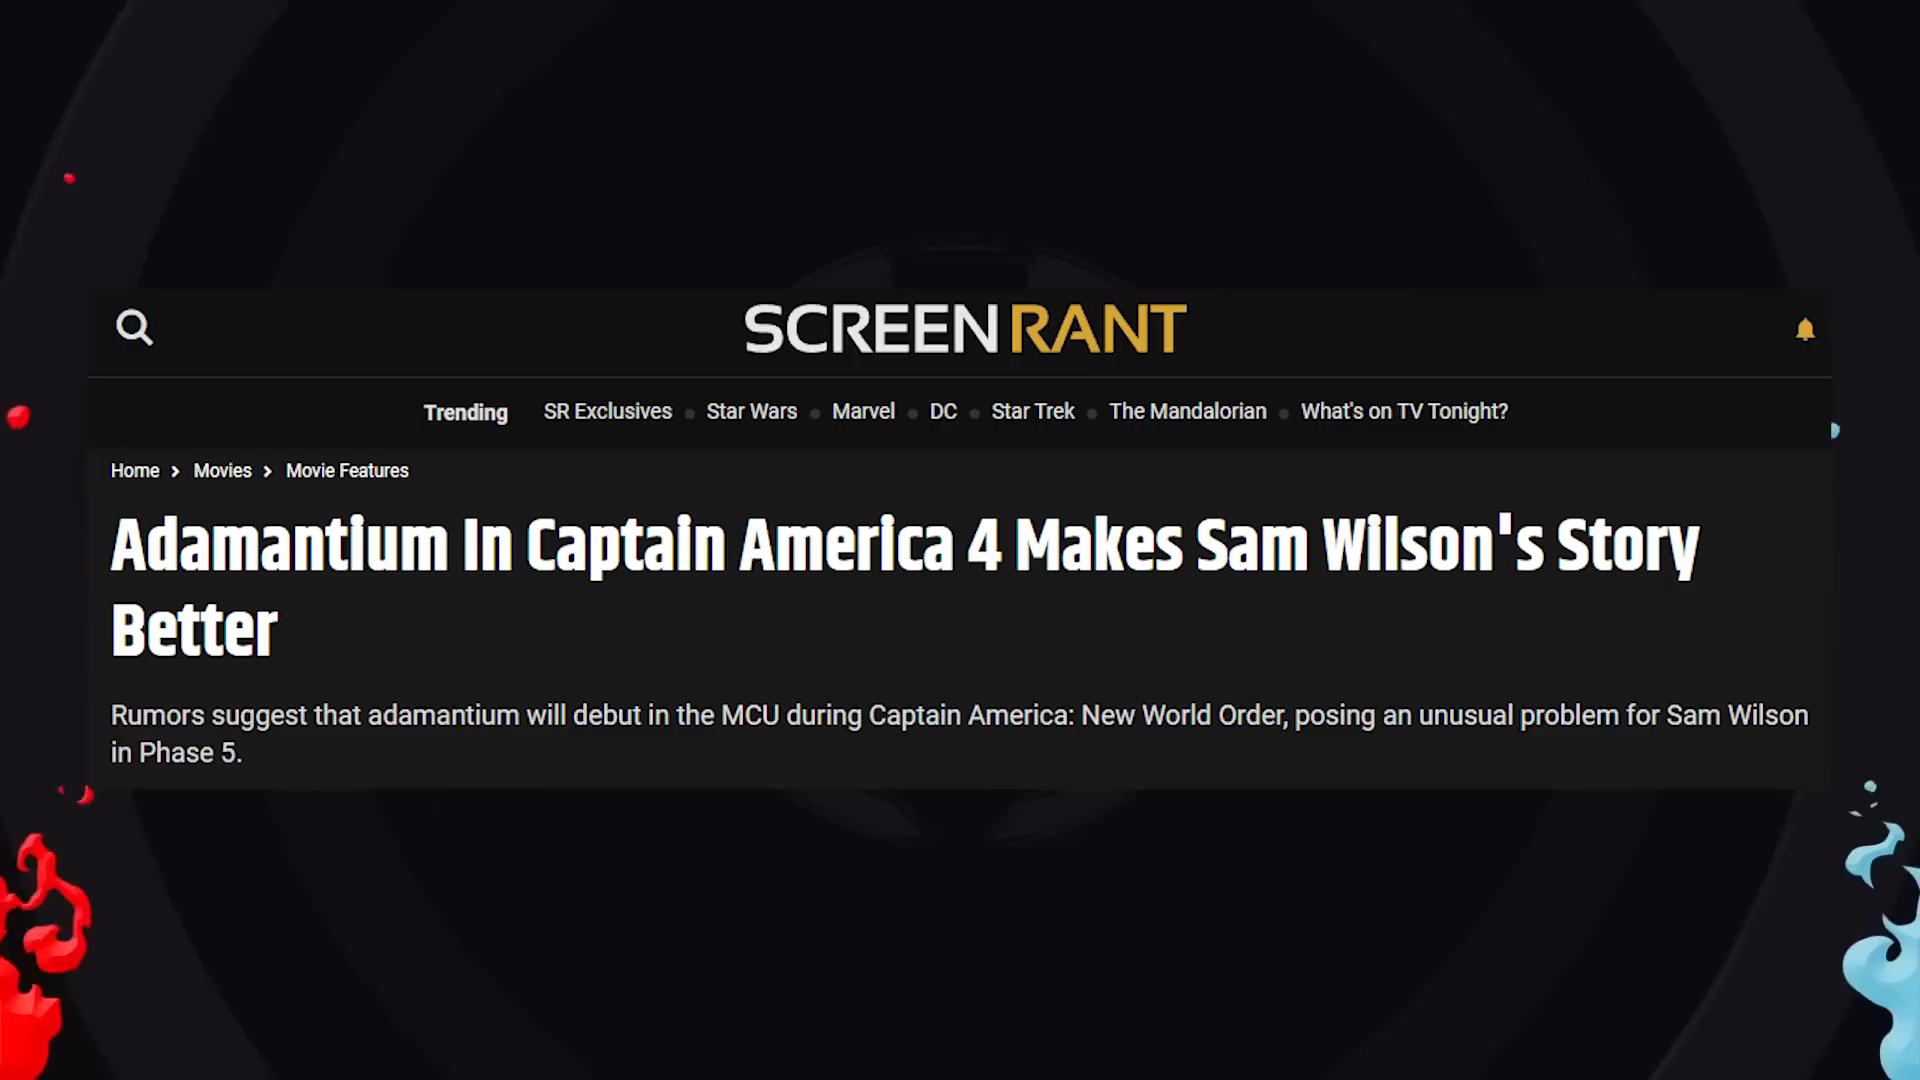 SCREENRANT
Trending SR Exclusives Star Wars Marvel DC Star Trek The Mandalorian What's on TV Tonight?
Home > Movies > Movie Features
Adamantium In Captain America 4 Makes Sam Wilson's Story
Better
Rumors suggest that adamantium will debut in the MCU during Captain America: New World Order, posing an unusual problem for Sam Wilson
in Phase 5.